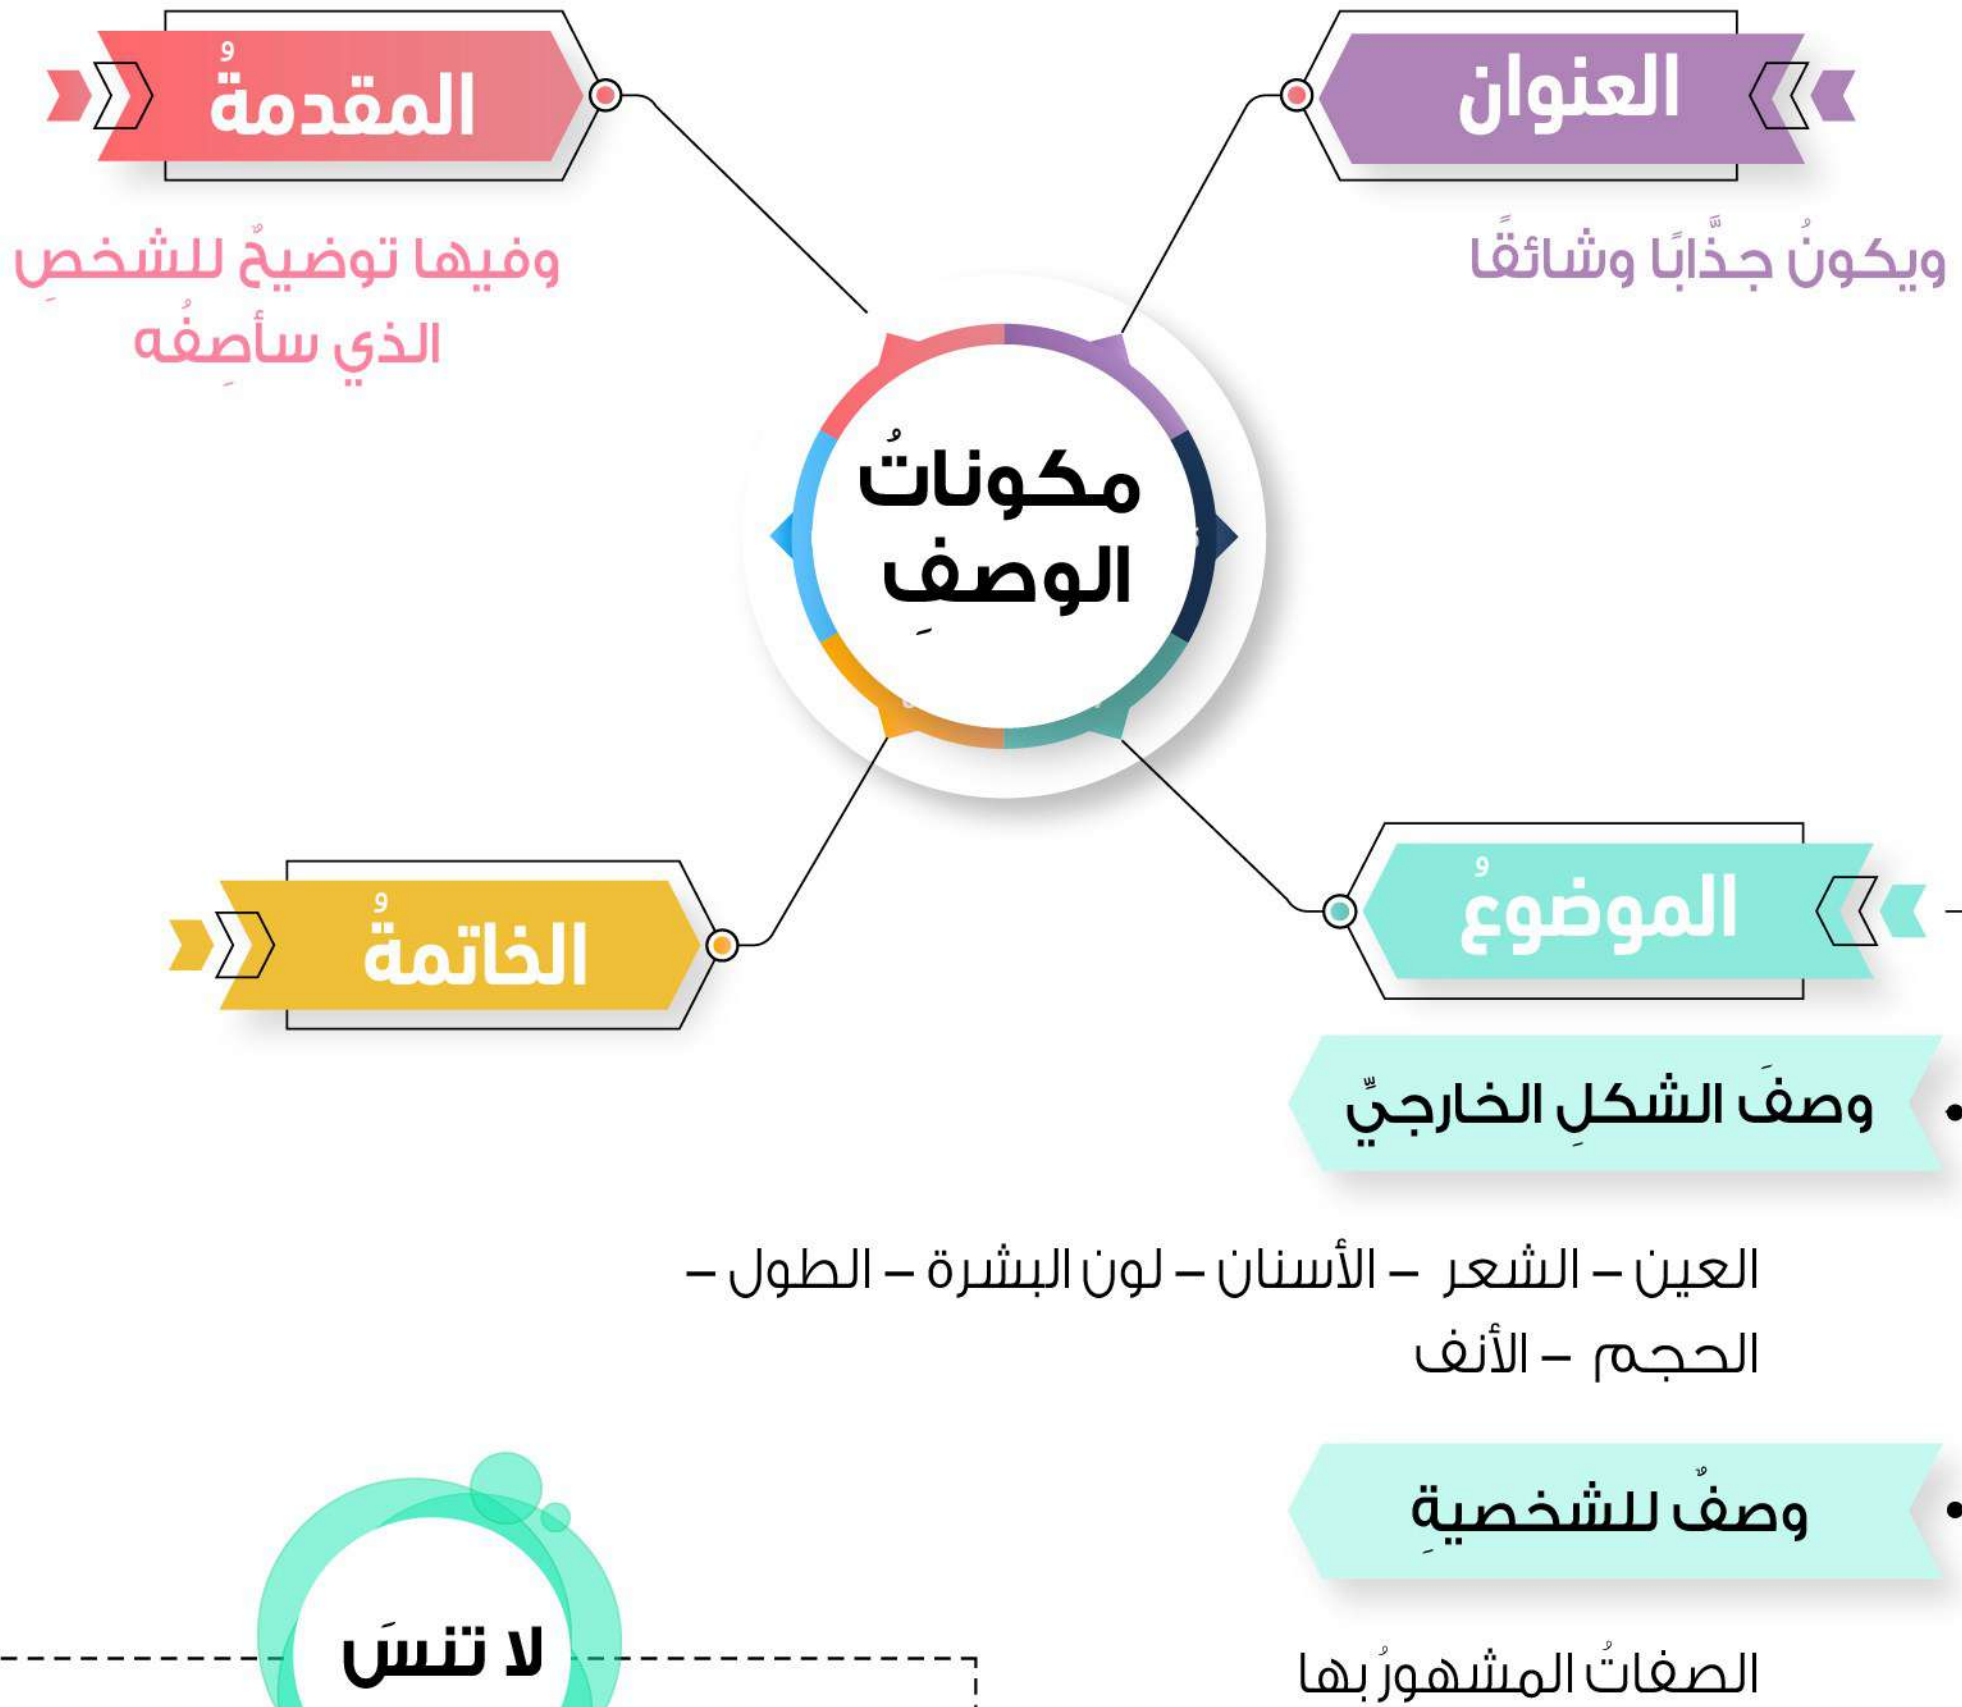 العنوان
ويكونُ جذَّابًا وشائقًا
المقدمةُ
وفيها توضيحٌ للشخصِ
الذي سأصِفُه
مكوناتُ
الوصفِ
الموضوعُ
وصفَ الشكلِ الخارجيِّ
العين – الشعر – الأسنان – لون البشرة – الطول –
الحجم – الأنف
وصفٌ للشخصيةِ
الصفاتُ المشهورُ بها
الخاتمةُ
لا تنسَ